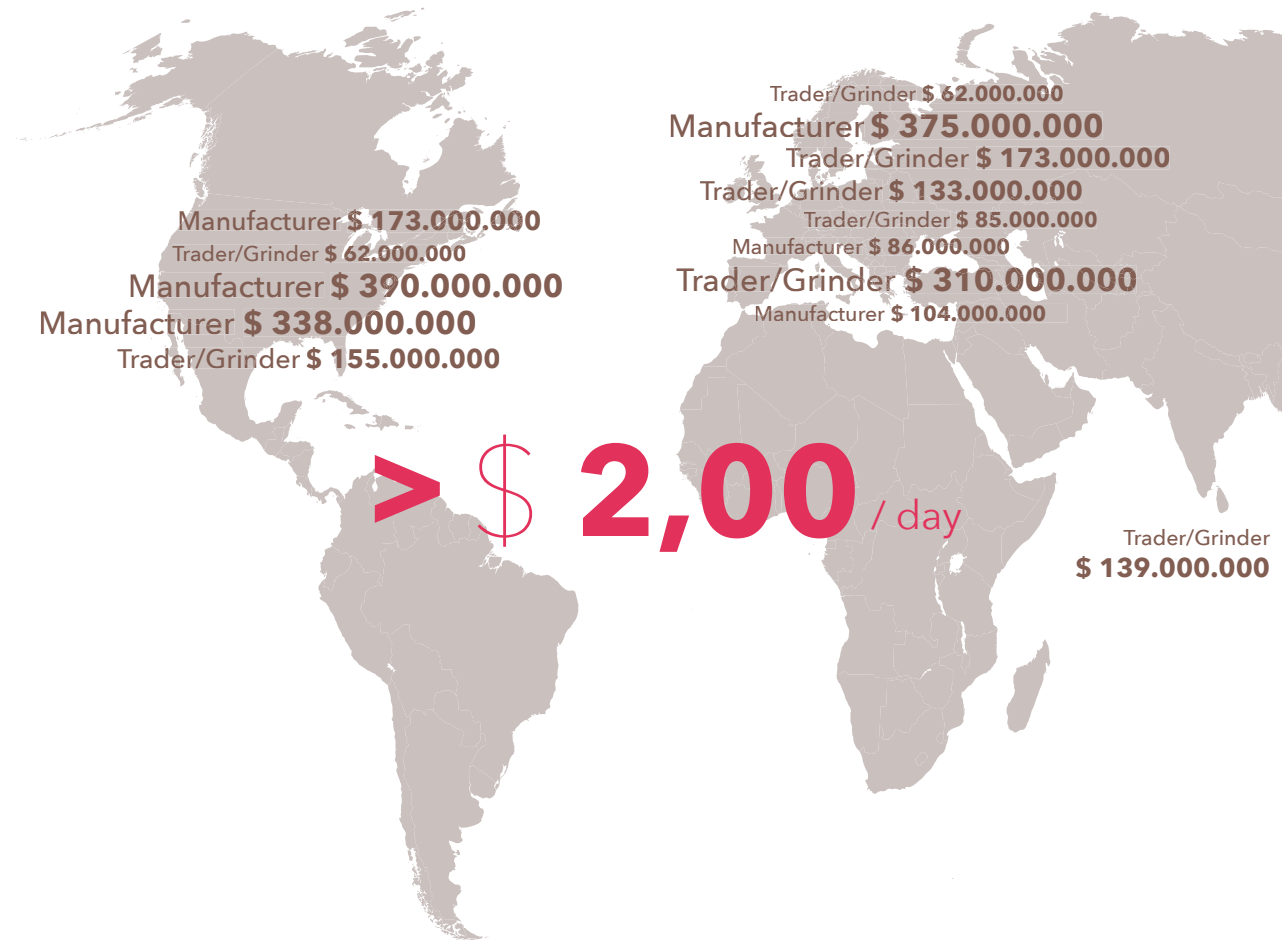 Manufacturer $ 173.000.000
Trader/Grinder $ 62.000.000
Manufacturer $ 390.000.000
Manufacturer $ 338.000.000
Trader/Grinder $ 155.000.000
Trader/Grinder $ 62.000.000
Manufacturer $ 375.000.000
Trader/Grinder $ 173.000.000
Trader/Grinder $ 133.000.000
Trader/Grinder $ 85.000.000
Manufacturer $ 86.000.000
Trader/Grinder $ 310.000.000
Manufacturer $ 104.000.000
> $ 2,00 / day
Trader/Grinder
$ 139.000.000